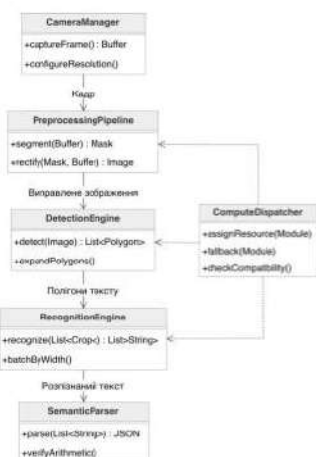 CameraManager
+captureFrame() : Buffer
+configureResolution()
Кадр
PreprocessingPipeline
+segment(Buffer) : Mask
+rectify(Mask, Buffer) : Image
Виправлене зображення
DetectionEngine
+detect(Image) : List<Polygon>
+expandPolygons()
ComputeDispatcher
+assignResource(Module)
+fallback(Module)
+checkCompatibility()
Полігони тексту
RecognitionEngine
+recognize(List<Crop<) : List>String>
+batchByWidth()
Розпізнаний текст
SemanticParser
+parse(List<String>) : JSON
+verifyArithmetic()